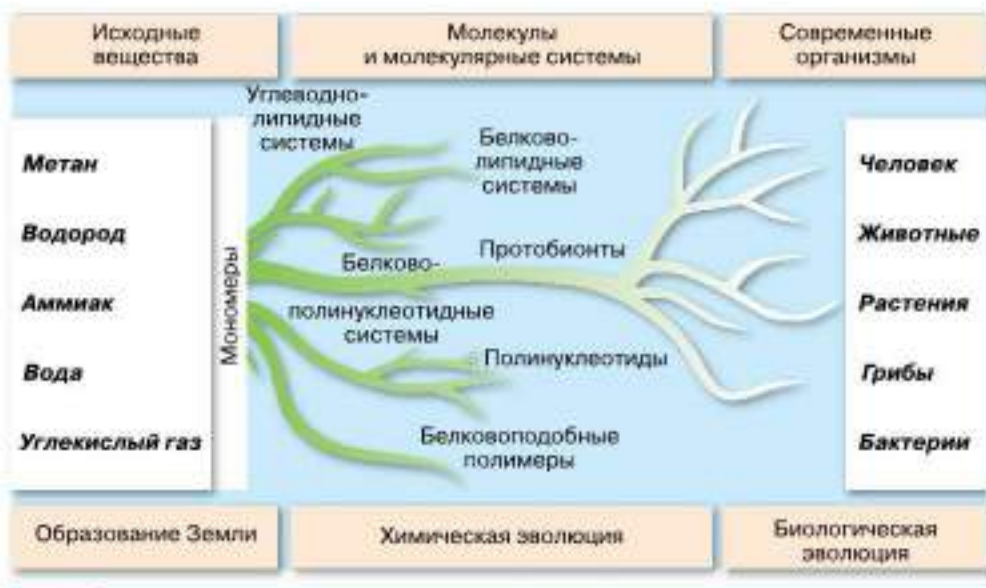 Исходные
вещества
Молекулы
и молекулярные системы
Современные
организмы
Метан
Водород
Аммиак
Вода
Углекислый газ
Мономеры
Углеводно-
липидные
системы
Белково-
липидные
системы
Белково-
полинуклеотидные
системы
Протобионты
Полинуклеотиды
Белковоподобные
полимеры
Человек
Животные
Растения
Грибы
Бактерии
Образование Земли
Химическая эволюция
Биологическая
эволюция